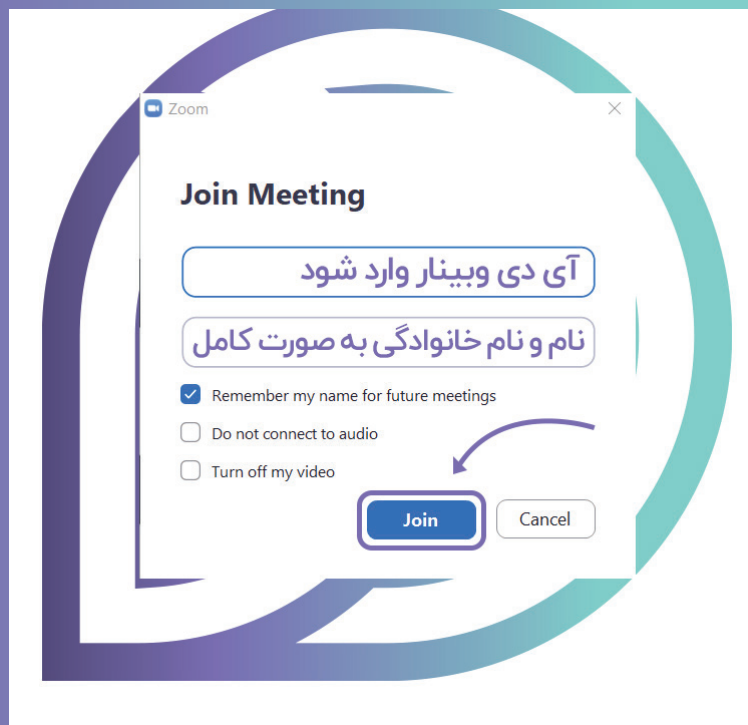 Zoom
Join Meeting
آی دی وبینار وارد شود
نام و نام خانوادگی به صورت کامل
Remember my name for future meetings
Do not connect to audio
Turn off my video
Join
Cancel